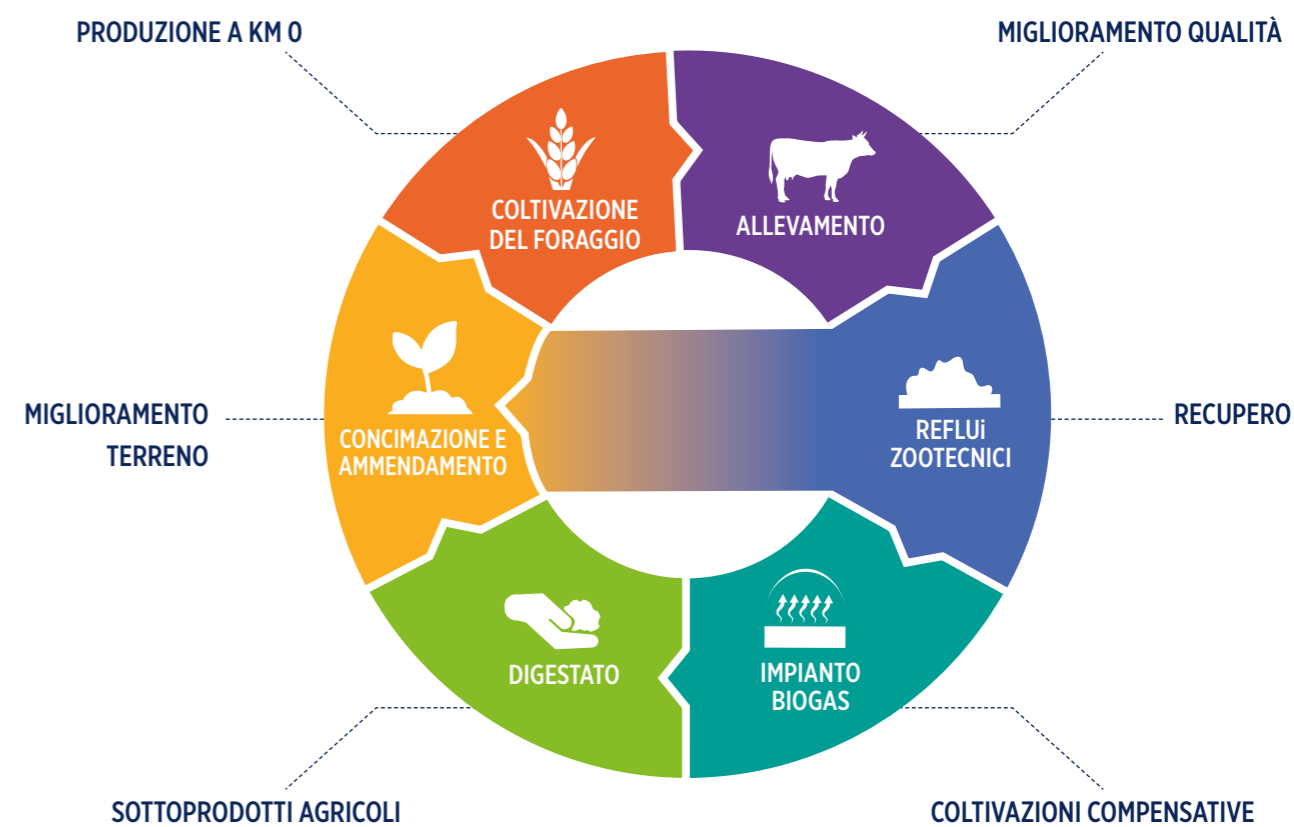 PRODUZIONE A KM 0
MIGLIORAMENTO QUALITÀ
COLTIVAZIONE
DEL FORAGGIO
ALLEVAMENTO
MIGLIORAMENTO
TERRENO
CONCIMAZIONE E
AMMENDAMENTO
REFLUi
ZOOTECNICI
RECUPERO
DIGESTATO
IMPIANTO
BIOGAS
SOTTOPRODOTTI AGRICOLI
COLTIVAZIONI COMPENSATIVE